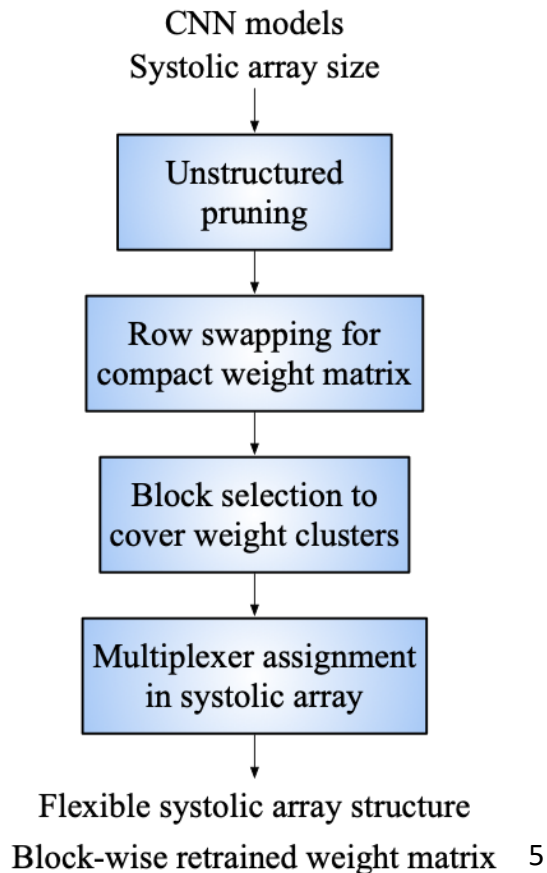 CNN models
Systolic array size
Unstructured
pruning
Row swapping for
compact weight matrix
Block selection to
cover weight clusters
Multiplexer assignment
in systolic array
Flexible systolic array structure
Block-wise retrained weight matrix 5